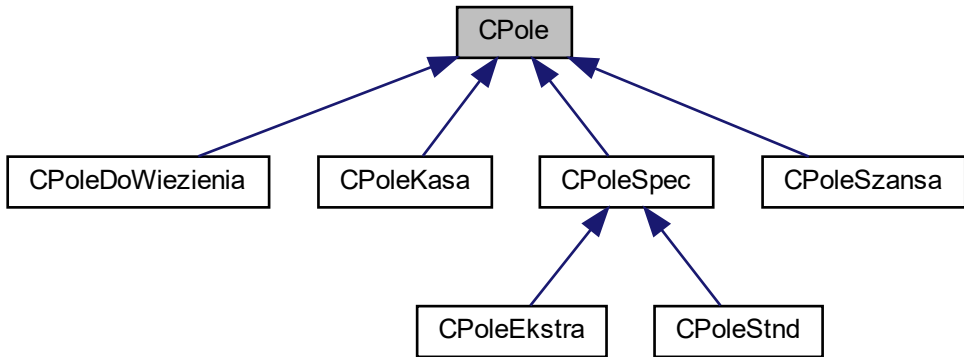 CPole
CPoleDoWiezienia
CPoleKasa
CPoleSpec
CPoleSzansa
CPoleEkstra
CPoleStnd